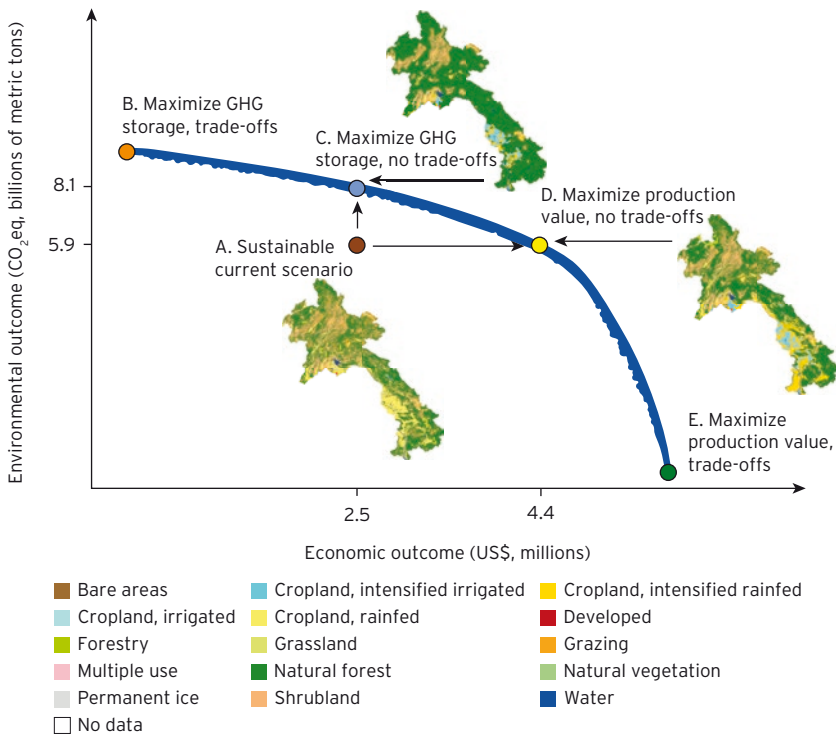 Environmental outcome (CO₂eq, billions of metric tons)
B. Maximize GHG
storage, trade-offs
C. Maximize GHG
storage, no trade-offs
D. Maximize production
value, no trade-offs
8.1
5.9
A. Sustainable
current scenario
E. Maximize
production value,
trade-offs
2.5
4.4
Economic outcome (US$, millions)
Bare areas
Cropland, intensified irrigated
Cropland, intensified rainfed
Cropland, irrigated
Cropland, rainfed
Developed
Forestry
Grassland
Grazing
Multiple use
Natural forest
Natural vegetation
Permanent ice
Shrubland
Water
No data